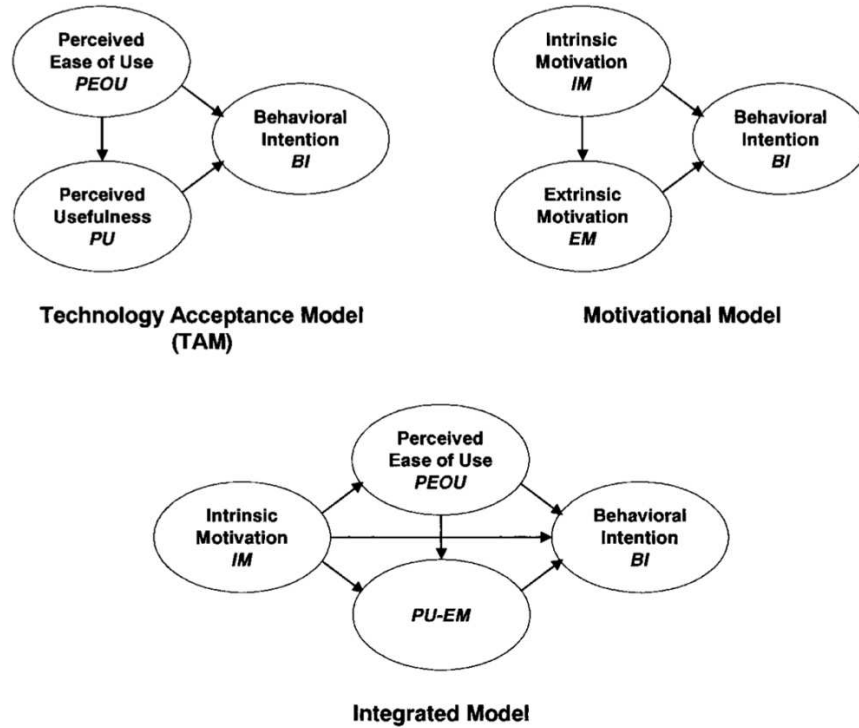 Perceived
Ease of Use
PEOU
Behavioral
Intention
BI
Perceived
Usefulness
PU
Technology Acceptance Model
(TAM)
Intrinsic
Motivation
IM
Behavioral
Intention
BI
Extrinsic
Motivation
EM
Motivational Model
Perceived
Ease of Use
PEOU
Intrinsic
Motivation
IM
Behavioral
Intention
BI
PU-EM
Integrated Model